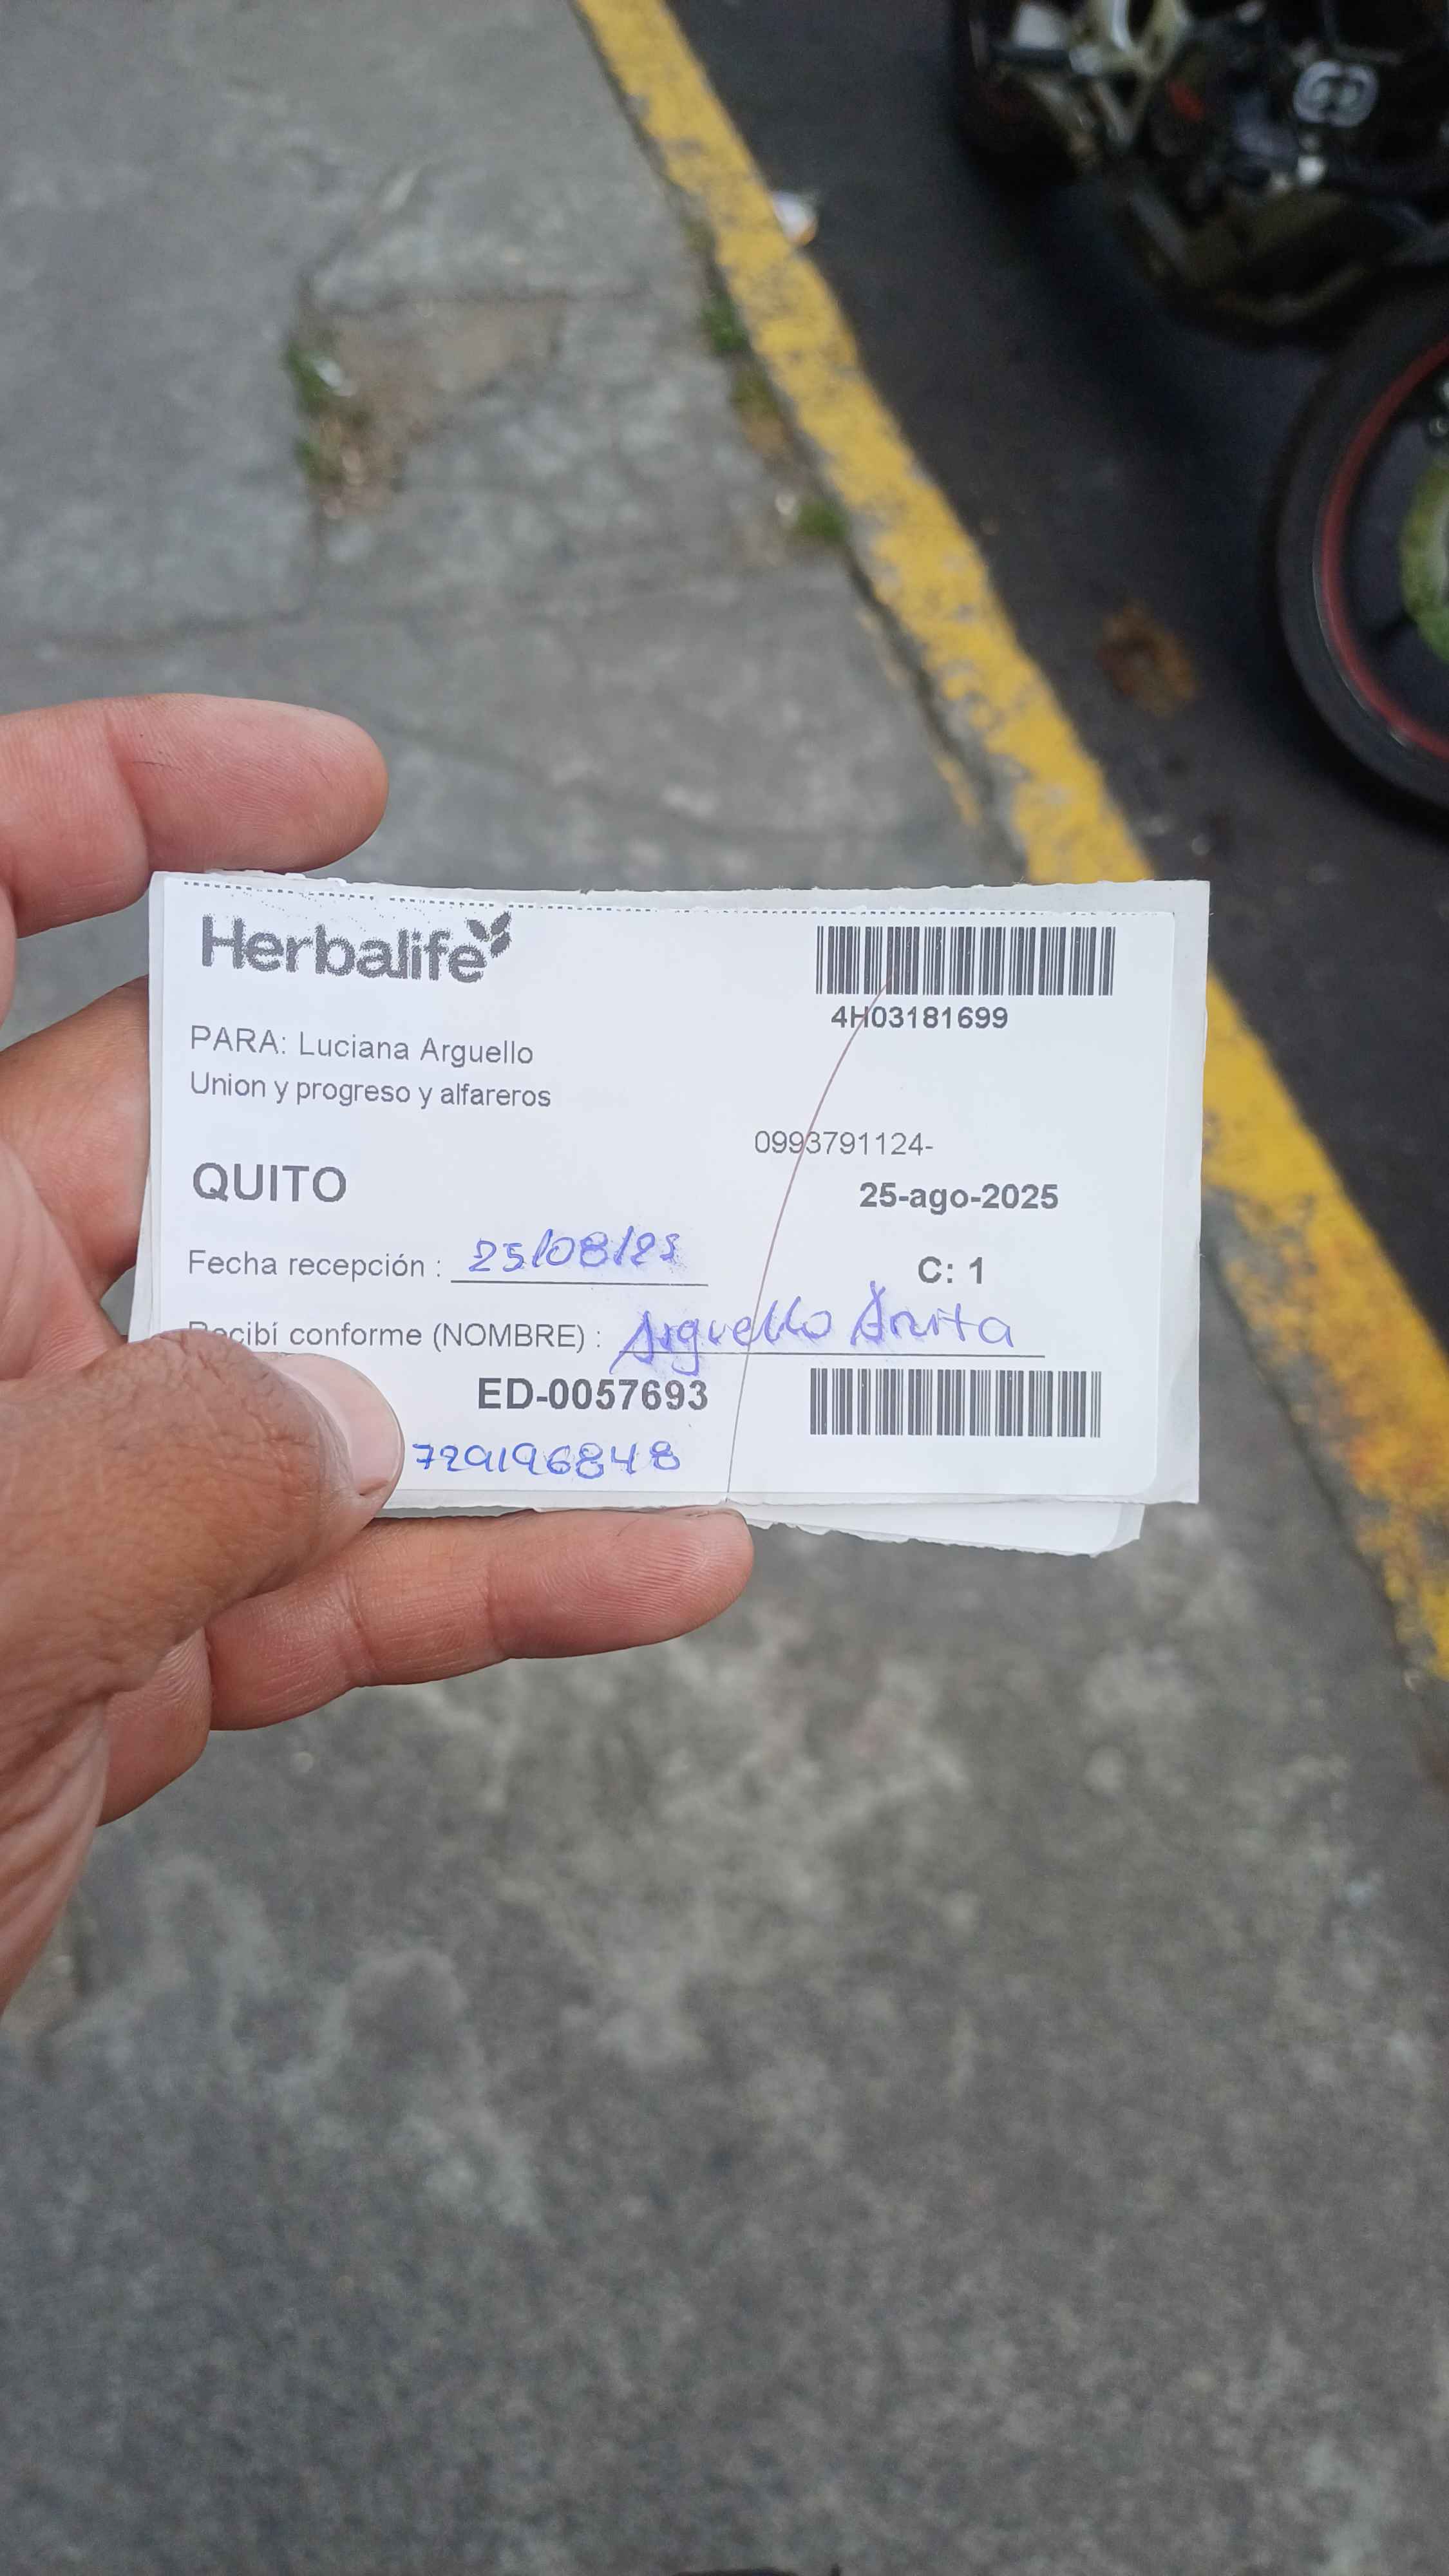 Herbalife
4H03181699
PARA: Luciana Arguello
Union y progreso y alfareros
0993791124-
QUITO
25-ago-2025
Fecha recepción : 25/08/25
C: 1
Recibí conforme (NOMBRE) : Arguello Anita
ED-0057693
729196848